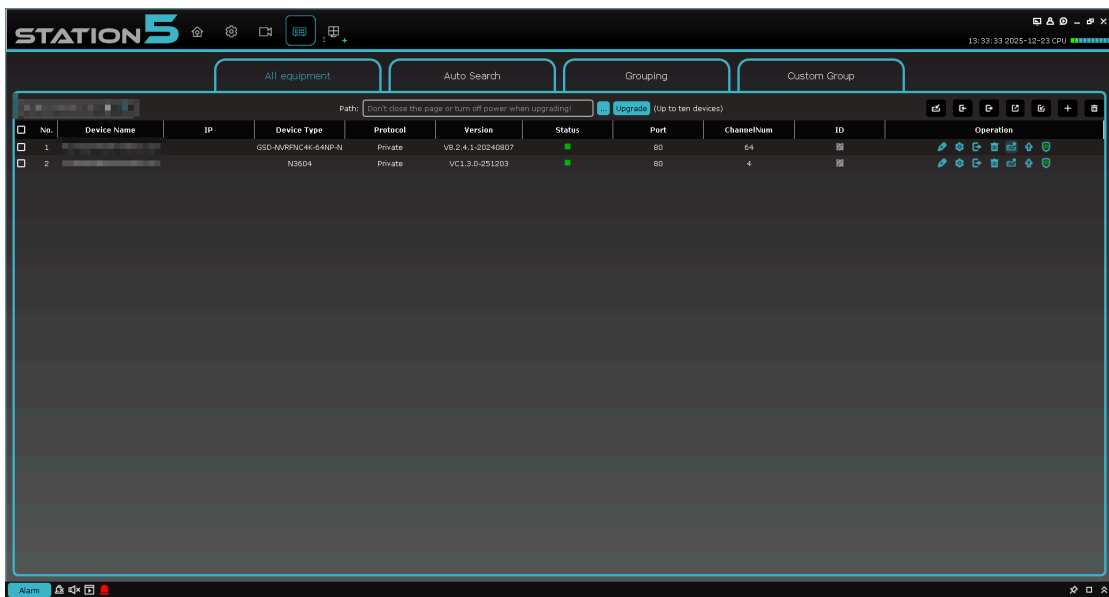 STATION5
1
13:33:33 2025-12-23 CPU
All equipment
Auto Search
Grouping
Custom Group
Path: Don't close the page or turn off power when upgrading! ... Upgrade (Up to ten devices)
No. Device Name IP Device Type Protocol Version Status Port ChannelNum ID Operation
1 GSD-NVRFNC4K-64NP-N Private V8.2.4.1-20240807 80 64
2 N3604 Private VC1.3.0-251203 80 4
Alarm